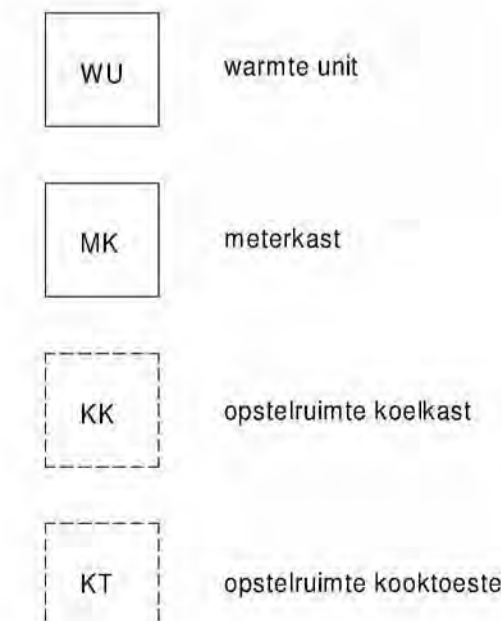 WU warmte unit
MK meterkast
KK opstelruimte koelkast
KT opstelruimte kooktoeste